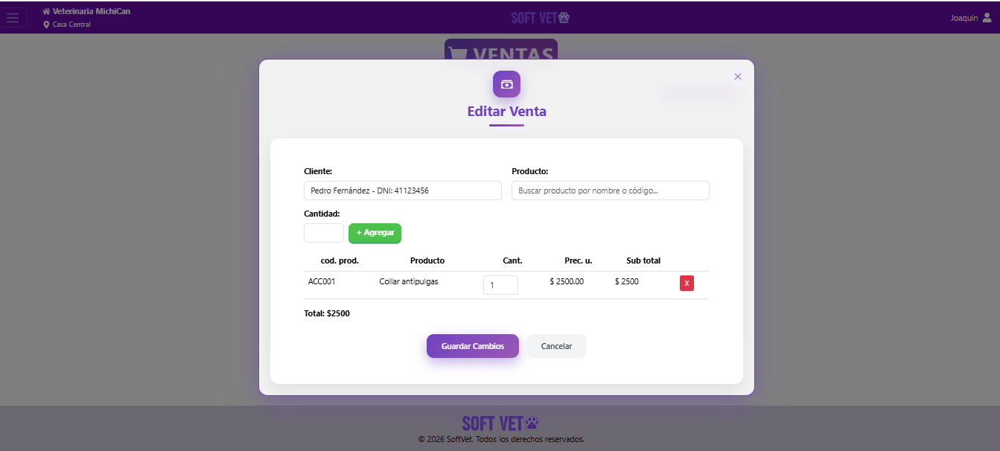 Veterinaria MichiCan
Casa Central
SOFT VET
Joaquin
VENTAS
Editar Venta
Cliente:
Producto:
Pedro Fernández - DNI: 41123456
Buscar producto por nombre o código...
Cantidad:
+ Agregar
cod. prod. Producto Cant. Prec. u. Sub total
ACC001 Collar antipulgas 1 $ 2500.00 $ 2500 X
Total: $2500
Guardar Cambios
Cancelar
SOFT VET
© 2026 SoftVet. Todos los derechos reservados.